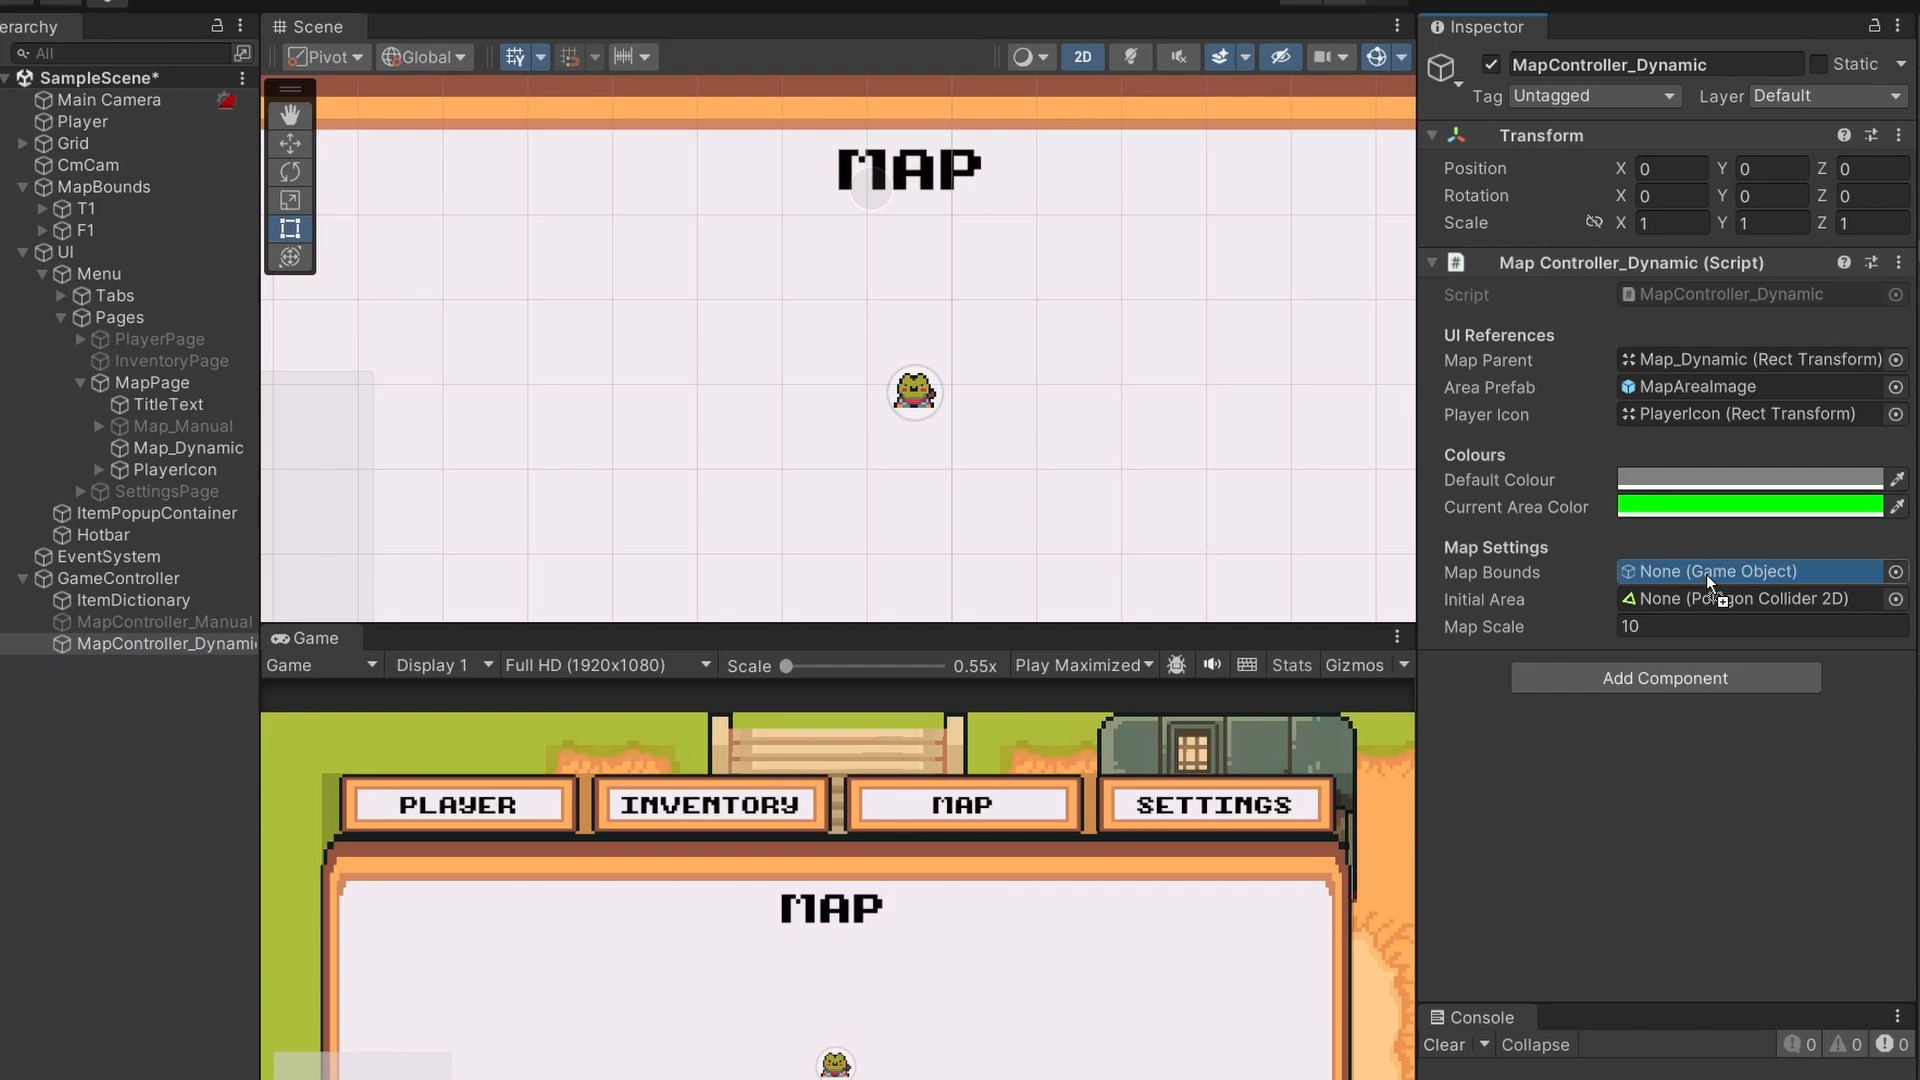 erarchy
All
SampleScene*
Main Camera
Player
Grid
CmCam
MapBounds
T1
F1
UI
Menu
Tabs
Pages
PlayerPage
InventoryPage
MapPage
TitleText
Map_Manual
Map_Dynamic
PlayerIcon
SettingsPage
ItemPopupContainer
Hotbar
EventSystem
GameController
ItemDictionary
MapController_Manual
MapController_Dynami
Scene
Pivot Global 2D
MAP
Game
Game Display 1 Full HD (1920x1080) Scale 0.55x Play Maximized Stats Gizmos
PLAYER INVENTORY MAP SETTINGS
MAP
Inspector
MapController_Dynamic Static
Tag Untagged Layer Default
Transform
Position X 0 Y 0 Z 0
Rotation X 0 Y 0 Z 0
Scale X 1 Y 1 Z 1
# Map Controller_Dynamic (Script)
Script # MapController_Dynamic
UI References
Map Parent Map_Dynamic (Rect Transform)
Area Prefab MapAreaImage
Player Icon PlayerIcon (Rect Transform)
Colours
Default Colour
Current Area Color
Map Settings
Map Bounds None (Game Object)
Initial Area None (Polygon Collider 2D)
Map Scale 10
Add Component
Console
Clear Collapse 0 0 0